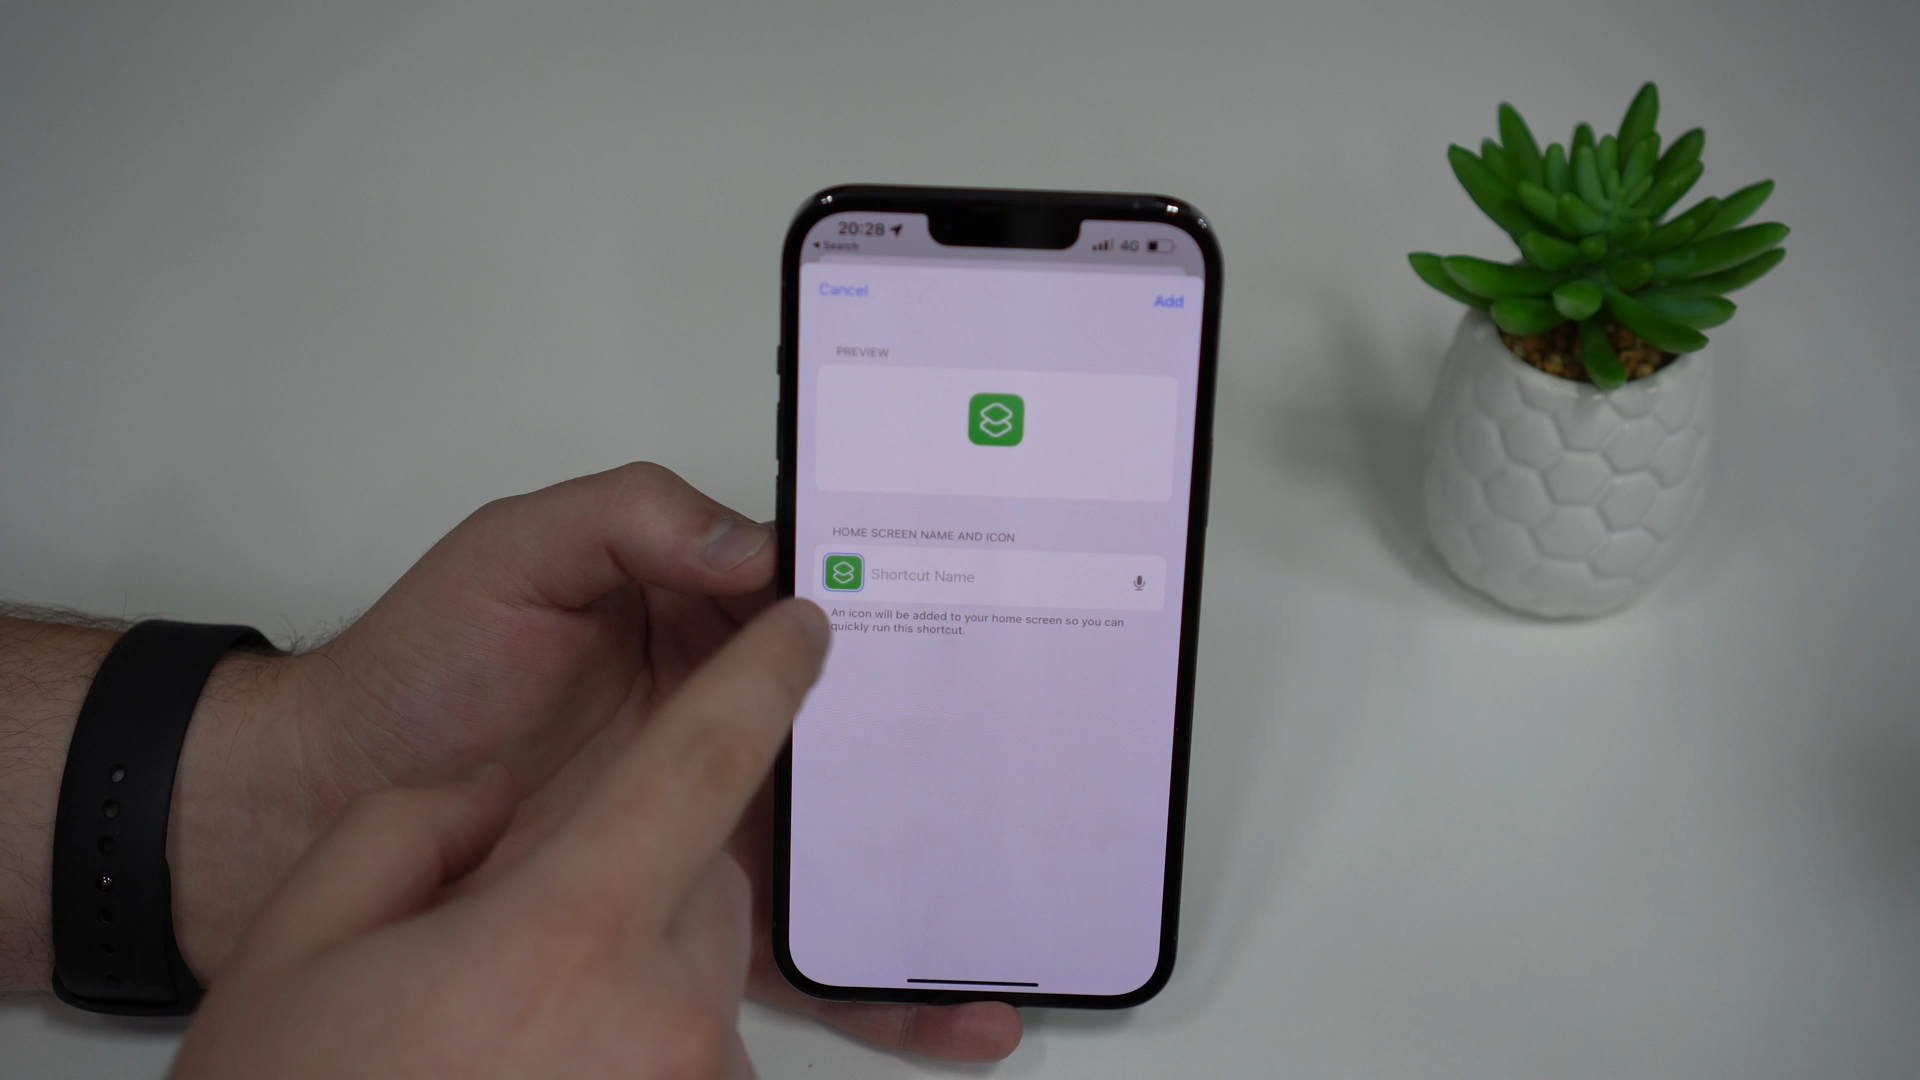 20:28
Search
4G
Cancel
Add
PREVIEW
HOME SCREEN NAME AND ICON
Shortcut Name
An icon will be added to your home screen so you can
quickly run this shortcut.